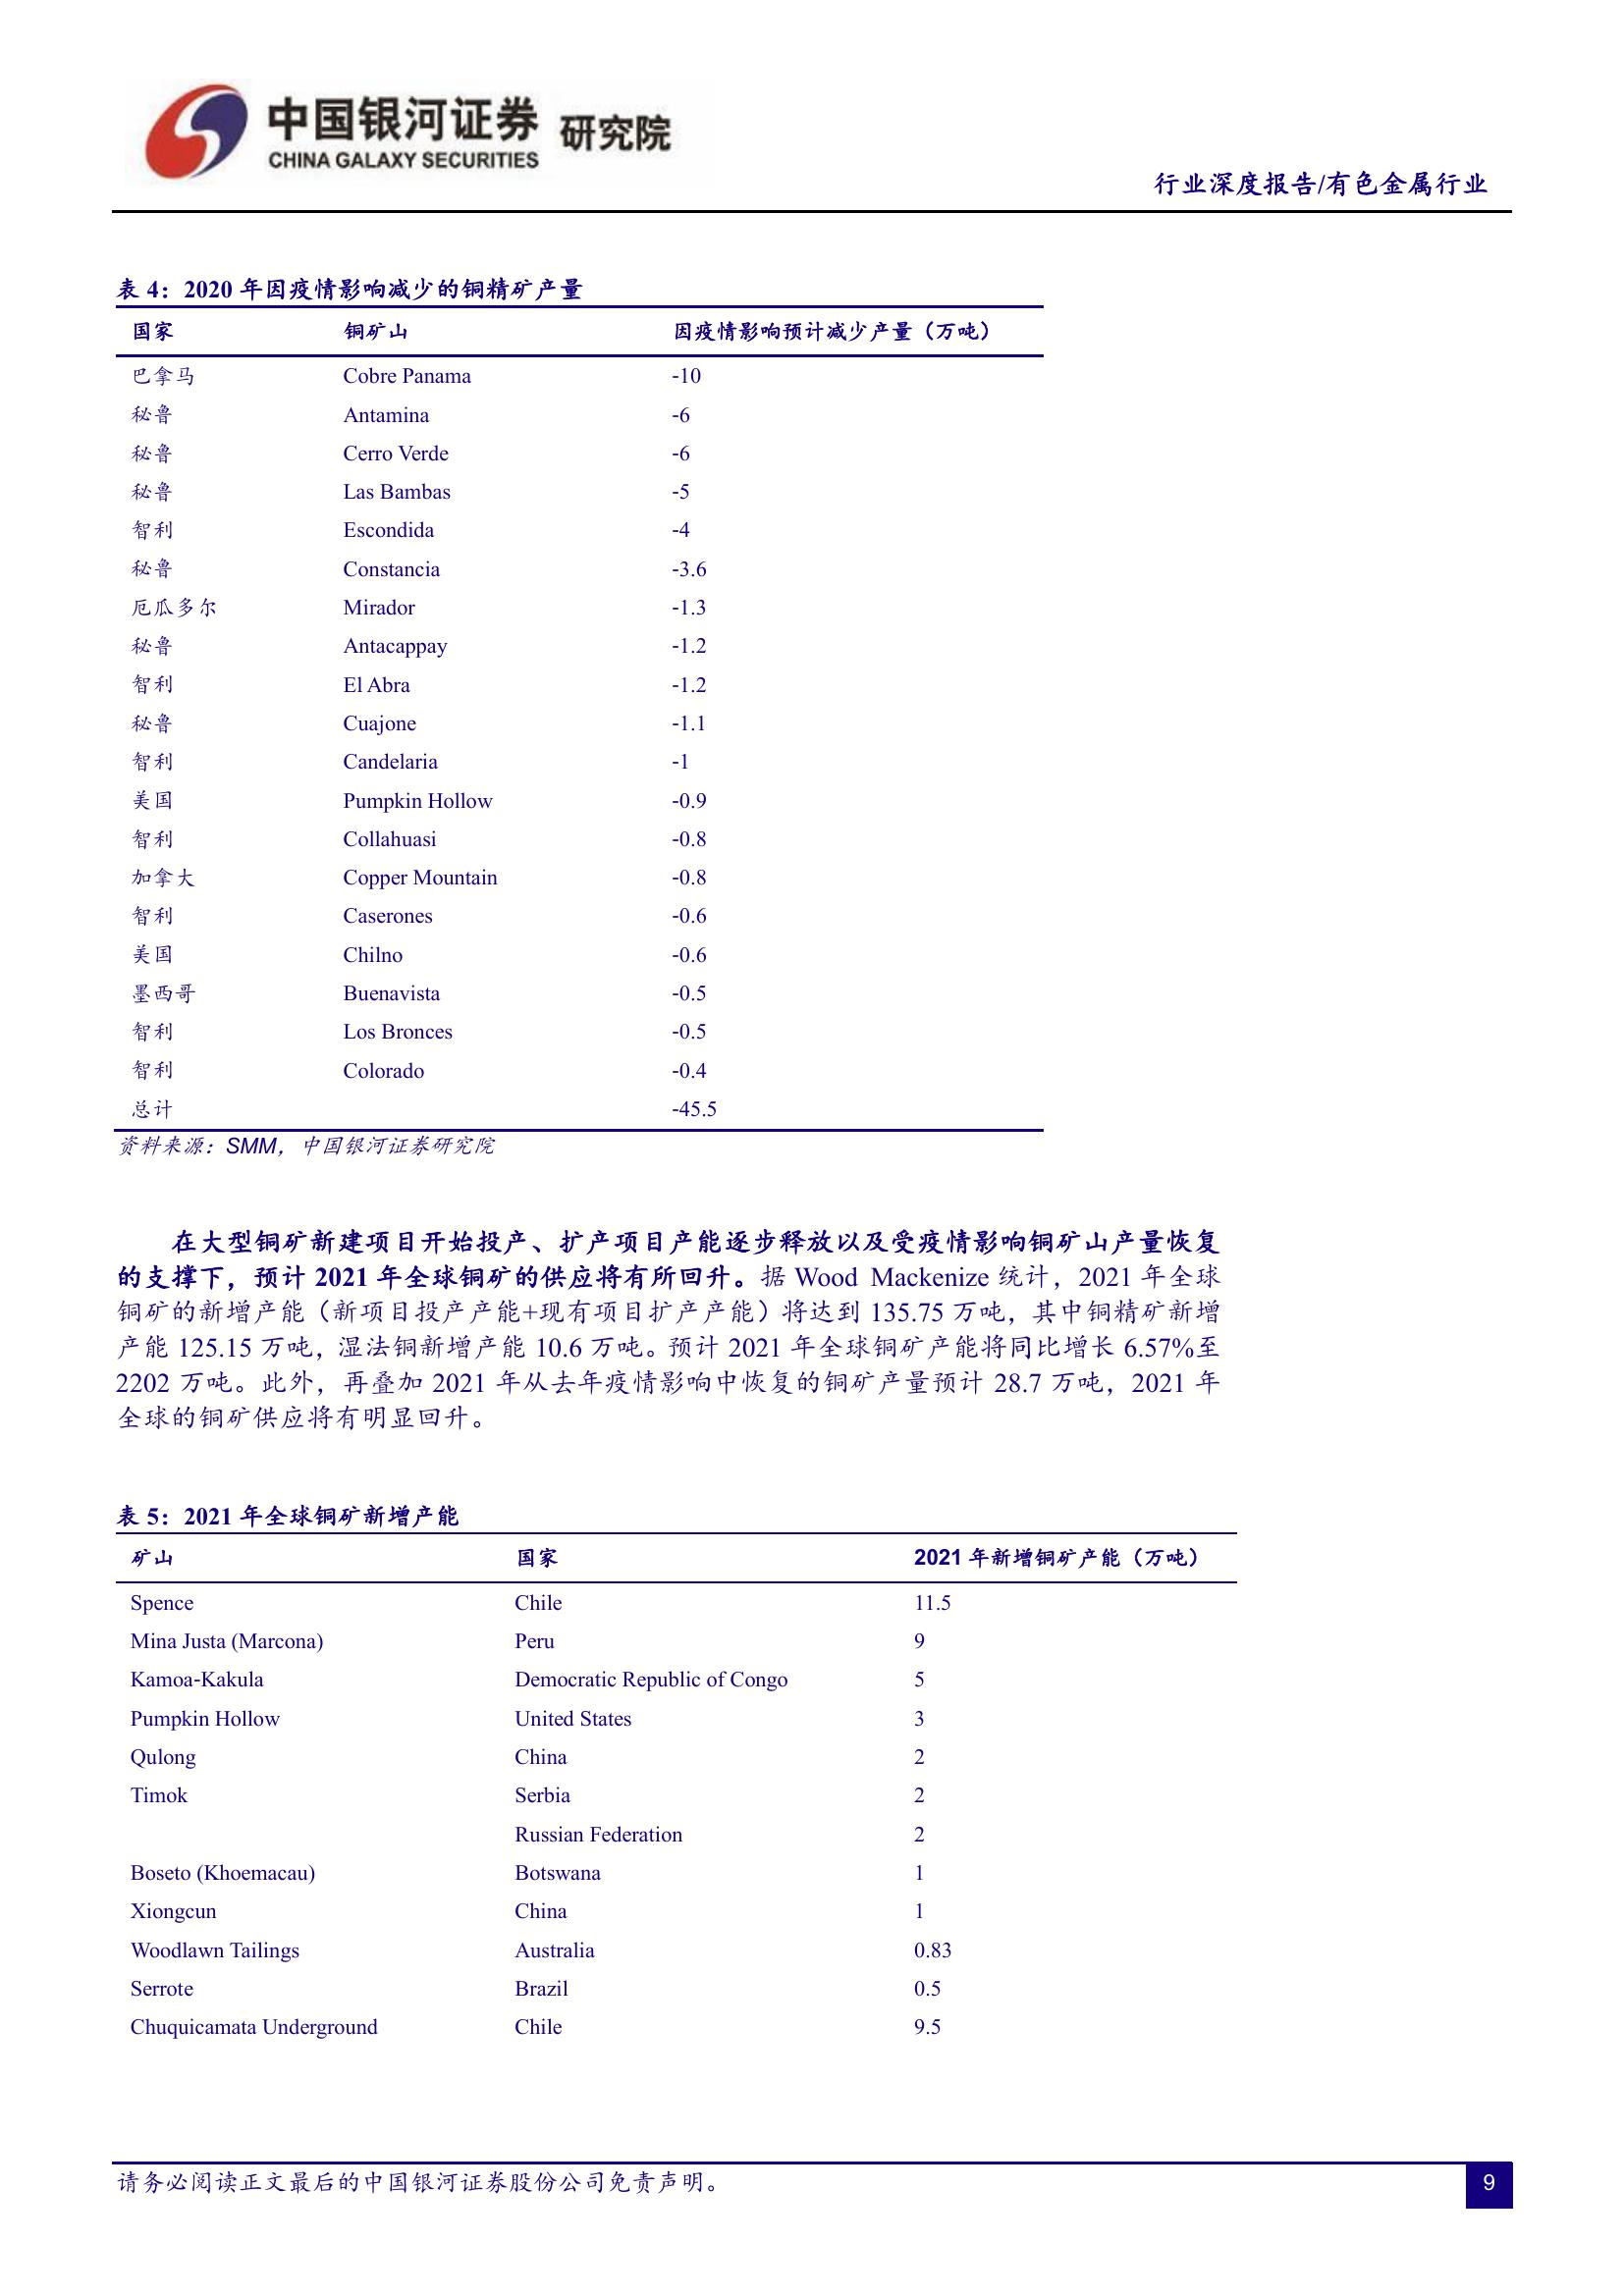 中国银河证券 研究院
CHINA GALAXY SECURITIES
行业深度报告/有色金属行业
表 4：2020 年因疫情影响减少的铜精矿产量
国家 铜矿山 因疫情影响预计减少产量（万吨）
巴拿马 Cobre Panama -10
秘鲁 Antamina -6
秘鲁 Cerro Verde -6
秘鲁 Las Bambas -5
智利 Escondida -4
秘鲁 Constancia -3.6
厄瓜多尔 Mirador -1.3
秘鲁 Antacappay -1.2
智利 El Abra -1.2
秘鲁 Cuajone -1.1
智利 Candelaria -1
美国 Pumpkin Hollow -0.9
智利 Collahuasi -0.8
加拿大 Copper Mountain -0.8
智利 Caserones -0.6
美国 Chilno -0.6
墨西哥 Buenavista -0.5
智利 Los Bronces -0.5
智利 Colorado -0.4
总计 -45.5
资料来源：SMM，中国银河证券研究院
在大型铜矿新建项目开始投产、扩产项目产能逐步释放以及受疫情影响铜矿山产量恢复
的支撑下，预计 2021 年全球铜矿的供应将有所回升。据 Wood Mackenize 统计，2021 年全球
铜矿的新增产能（新项目投产产能+现有项目扩产产能）将达到 135.75 万吨，其中铜精矿新增
产能 125.15 万吨，湿法铜新增产能 10.6 万吨。预计 2021 年全球铜矿产能将同比增长 6.57%至
2202 万吨。此外，再叠加 2021 年从去年疫情影响中恢复的铜矿产量预计 28.7 万吨，2021 年
全球的铜矿供应将有明显回升。
表 5：2021 年全球铜矿新增产能
矿山 国家 2021 年新增铜矿产能（万吨）
Spence Chile 11.5
Mina Justa (Marcona) Peru 9
Kamoa-Kakula Democratic Republic of Congo 5
Pumpkin Hollow United States 3
Qulong China 2
Timok Serbia 2
Russian Federation 2
Boseto (Khoemacau) Botswana 1
Xiongcun China 1
Woodlawn Tailings Australia 0.83
Serrote Brazil 0.5
Chuquicamata Underground Chile 9.5
请务必阅读正文最后的中国银河证券股份公司免责声明。
9